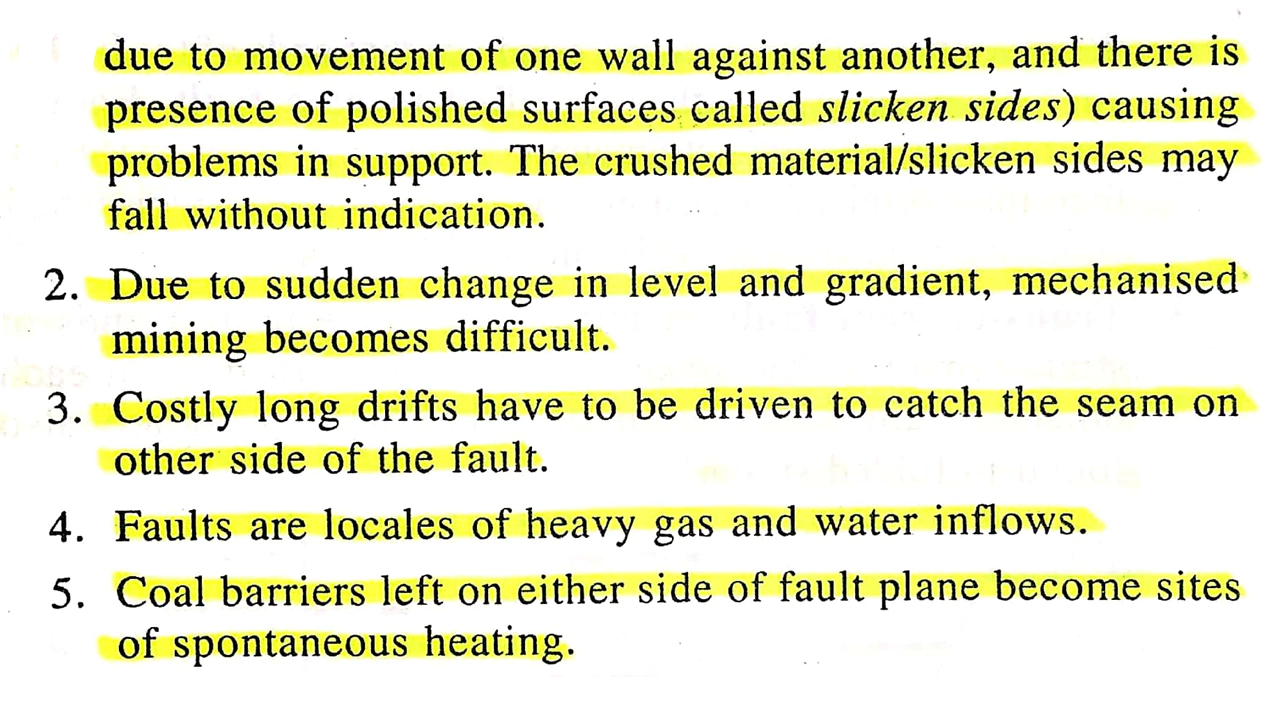 due to movement of one wall against another, and there is
presence of polished surfaces called slicken sides) causing
problems in support. The crushed material/slicken sides may
fall without indication.
2. Due to sudden change in level and gradient, mechanised
mining becomes difficult.
3. Costly long drifts have to be driven to catch the seam on
other side of the fault.
4. Faults are locales of heavy gas and water inflows.
5. Coal barriers left on either side of fault plane become sites
of spontaneous heating.